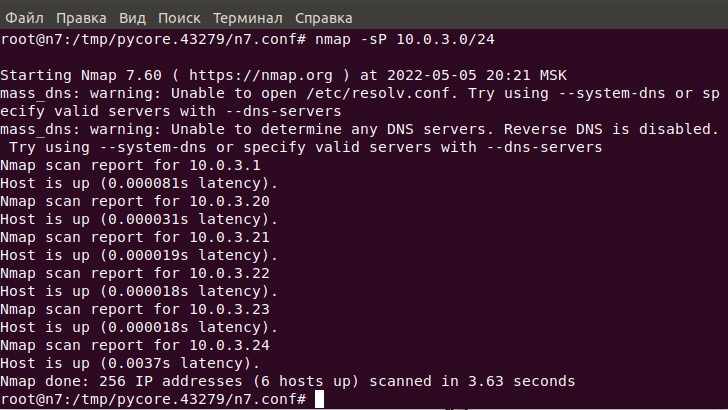 Файл Правка Вид Поиск Терминал Справка
root@n7:/tmp/pycore.43279/n7.conf# nmap -sP 10.0.3.0/24
Starting Nmap 7.60 ( https://nmap.org ) at 2022-05-05 20:21 MSK
mass_dns: warning: Unable to open /etc/resolv.conf. Try using --system-dns or sp
ecify valid servers with --dns-servers
mass_dns: warning: Unable to determine any DNS servers. Reverse DNS is disabled.
 Try using --system-dns or specify valid servers with --dns-servers
Nmap scan report for 10.0.3.1
Host is up (0.000081s latency).
Nmap scan report for 10.0.3.20
Host is up (0.000031s latency).
Nmap scan report for 10.0.3.21
Host is up (0.000019s latency).
Nmap scan report for 10.0.3.22
Host is up (0.000018s latency).
Nmap scan report for 10.0.3.23
Host is up (0.000018s latency).
Nmap scan report for 10.0.3.24
Host is up (0.0037s latency).
Nmap done: 256 IP addresses (6 hosts up) scanned in 3.63 seconds
root@n7:/tmp/pycore.43279/n7.conf#